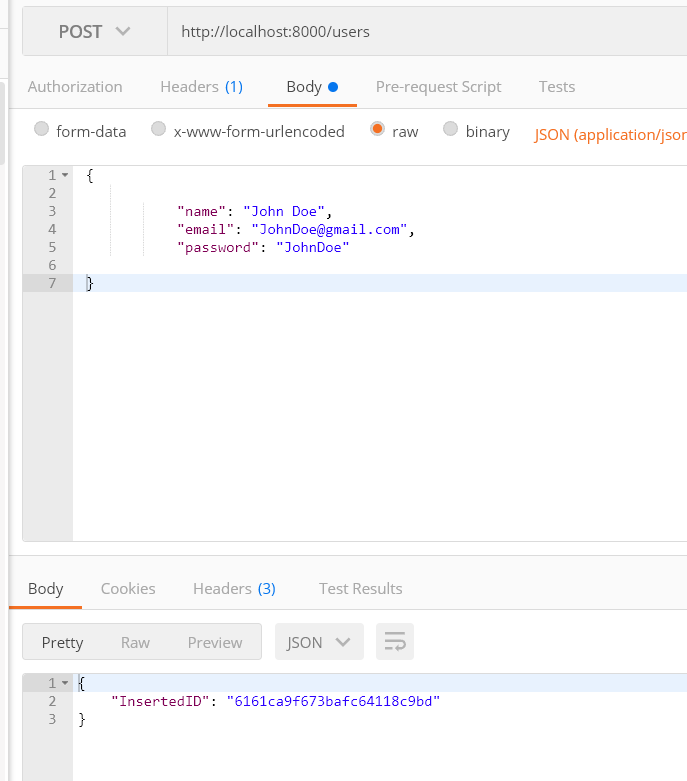 POST http://localhost:8000/users
Authorization Headers (1) Body Pre-request Script Tests
form-data x-www-form-urlencoded raw binary JSON (application/jsor
1 {
2
3 "name": "John Doe",
4 "email": "JohnDoe@gmail.com",
5 "password": "JohnDoe"
6
7 }
Body Cookies Headers (3) Test Results
Pretty Raw Preview JSON
1 {
2 "InsertedID": "6161ca9f673bafc64118c9bd"
3 }